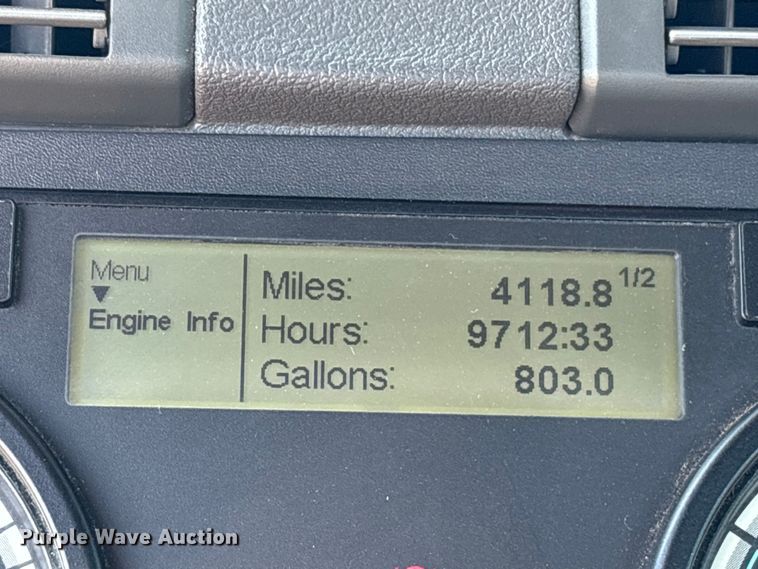 Menu
▼
Engine Info
Miles: 4118.8 1/2
Hours: 9712:33
Gallons: 803.0
Purple Wave Auction